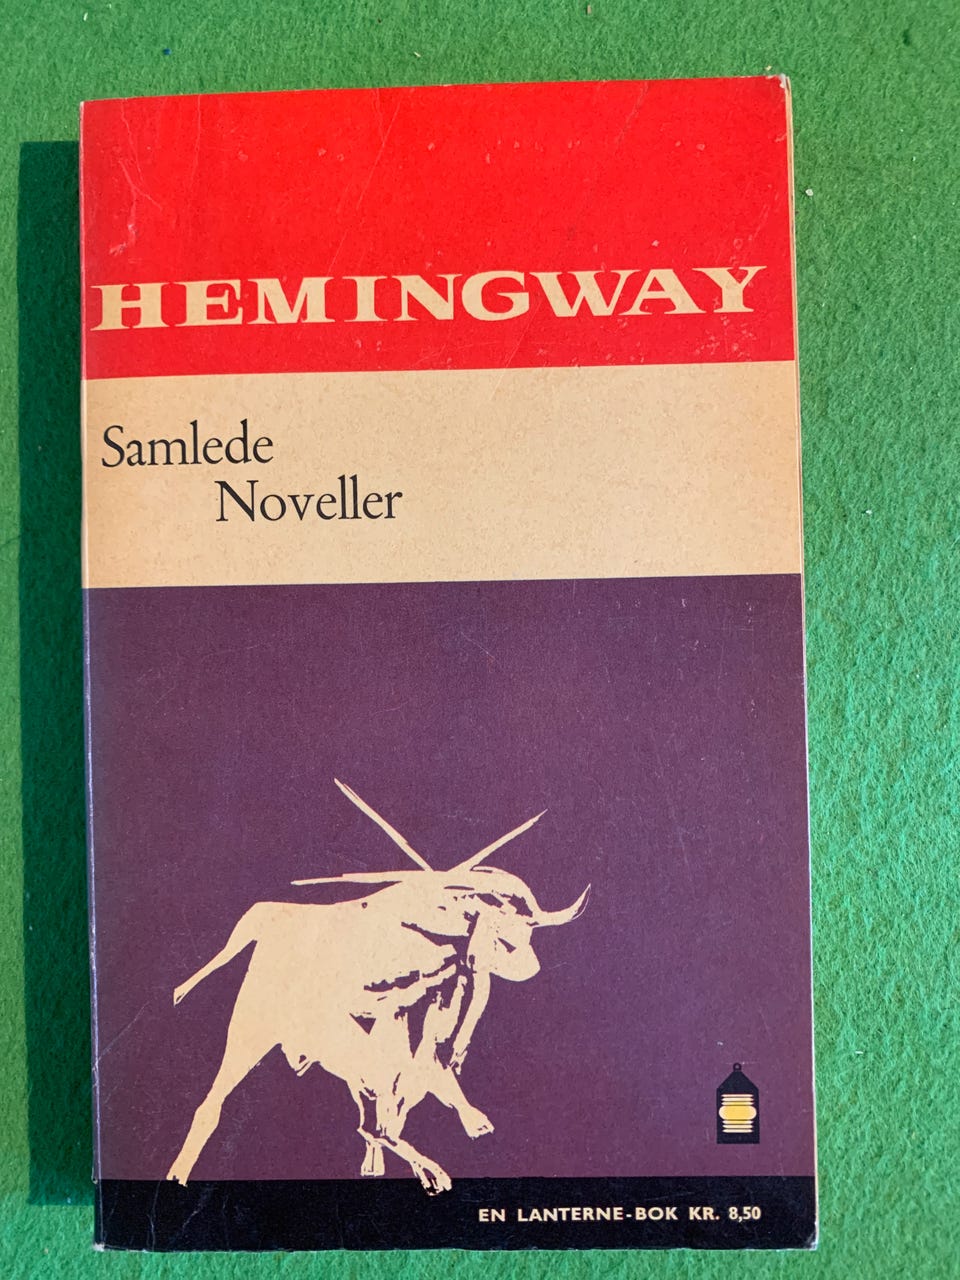 HEMINGWAY
Samlede
Noveller
EN LANTERNE-BOK KR. 8,50